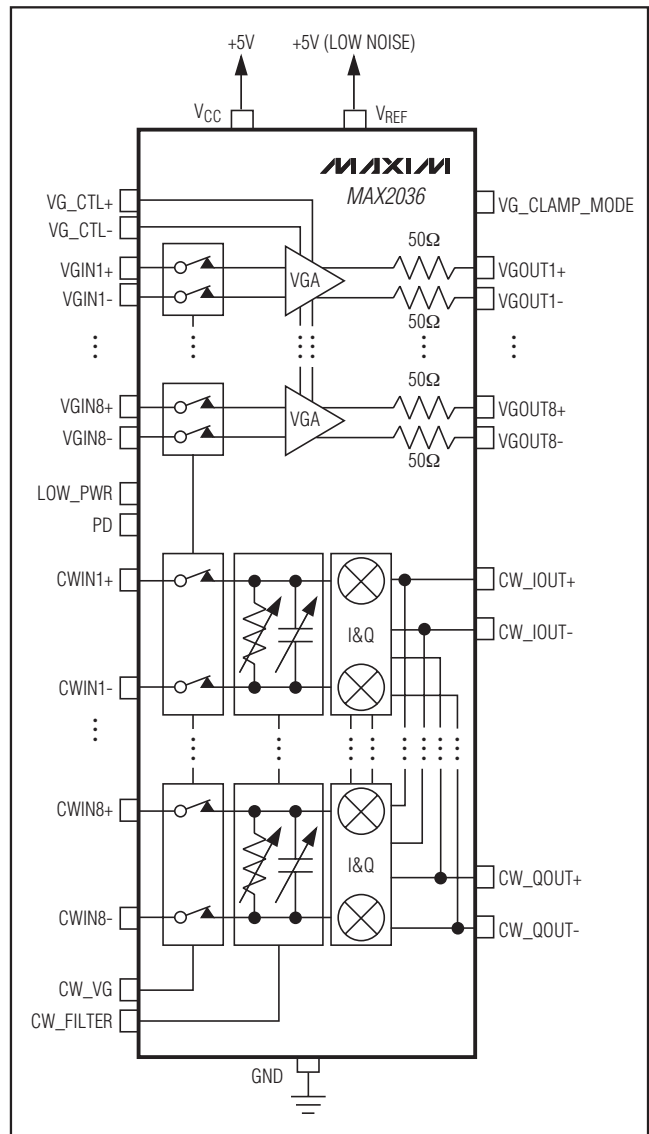 +5V +5V (LOW NOISE)
VCC VREF
MAXIM
MAX2036
VG_CTL+
VG_CTL-
VG_CLAMP_MODE
50Ω
VGIN1+ VGA VGOUT1+
VGIN1- VGOUT1-
50Ω
50Ω
VGIN8+ VGA VGOUT8+
VGIN8- VGOUT8-
50Ω
LOW_PWR
PD
CWIN1+ CW_IOUT+
I&Q CW_IOUT-
CWIN1-
CWIN8+
I&Q CW_QOUT+
CWIN8- CW_QOUT-
CW_VG
CW_FILTER
GND